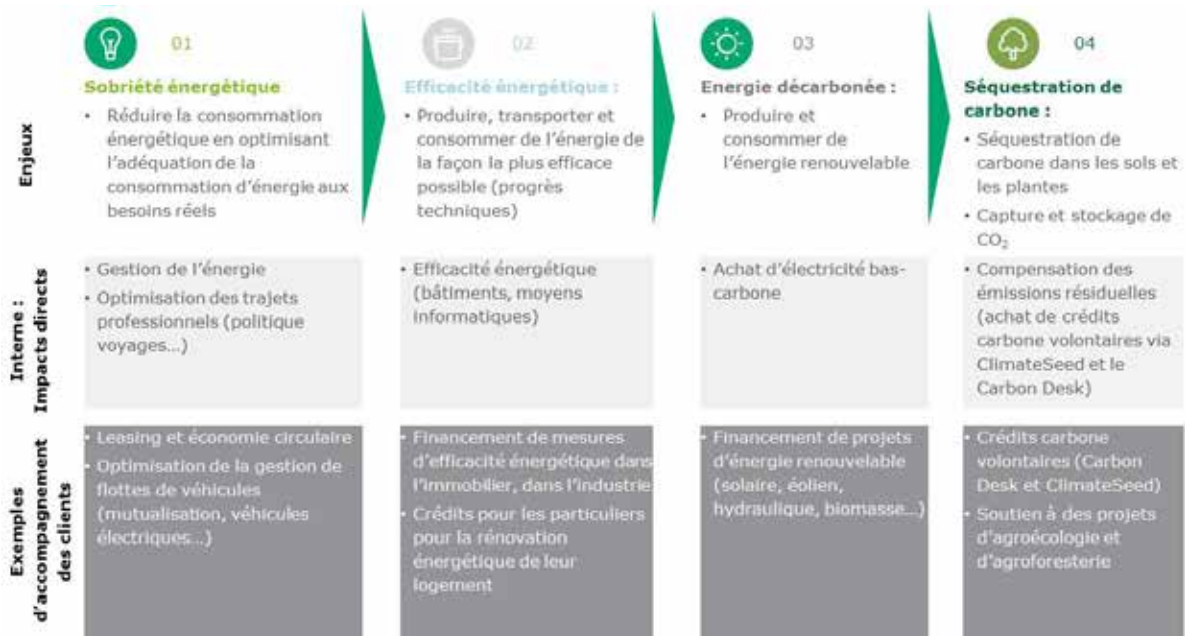 01
Sobriété énergétique
• Réduire la consommation
énergétique en optimisant
l'adéquation de la
consommation d'énergie aux
besoins réels
02
Efficacité énergétique :
• Produire, transporter et
consommer de l'énergie de
la façon la plus efficace
possible (progrès
techniques)
03
Energie décarbonée :
• Produire et
consommer de
l'énergie renouvelable
04
Séquestration de
carbone :
• Séquestration de
carbone dans les sols et
les plantes
• Capture et stockage de
CO₂
Enjeux
Interne :
Impacts directs
• Gestion de l'énergie
• Optimisation des trajets
professionnels (politique
voyages...)
• Efficacité énergétique
(bâtiments, moyens
informatiques)
• Achat d'électricité bas-
carbone
• Compensation des
émissions résiduelles
(achat de crédits
carbone volontaires via
ClimateSeed et le
Carbon Desk)
Exemples
d'accompagnement
des clients
• Leasing et économie circulaire
• Optimisation de la gestion de
flottes de véhicules
(mutualisation, véhicules
électriques...)
• Financement de mesures
d'efficacité énergétique dans
l'immobilier, dans l'industrie
• Crédits pour les particuliers
pour la rénovation
énergétique de leur
logement
• Financement de projets
d'énergie renouvelable
(solaire, éolien,
hydraulique, biomasse...)
• Crédits carbone
volontaires (Carbon
Desk et ClimateSeed)
• Soutien à des projets
d'agroécologie et
d'agroforesterie